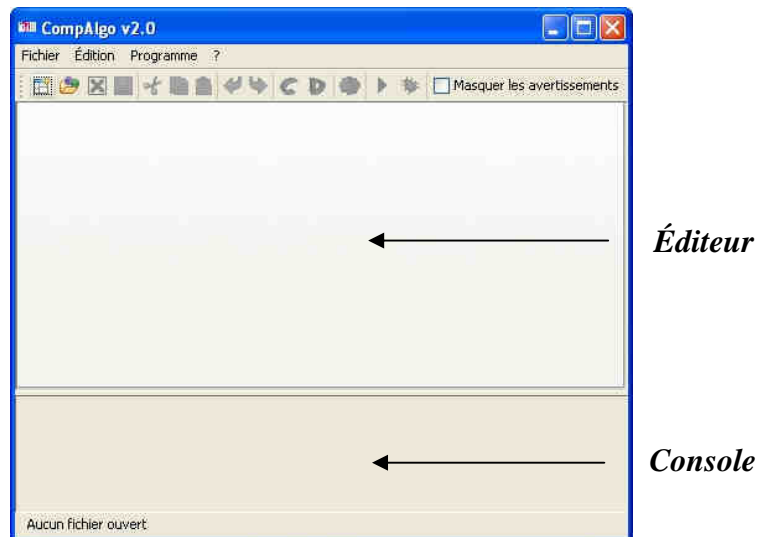 CompAlgo v2.0
Fichier Édition Programme ?
Masquer les avertissements
Éditeur
Console
Aucun fichier ouvert